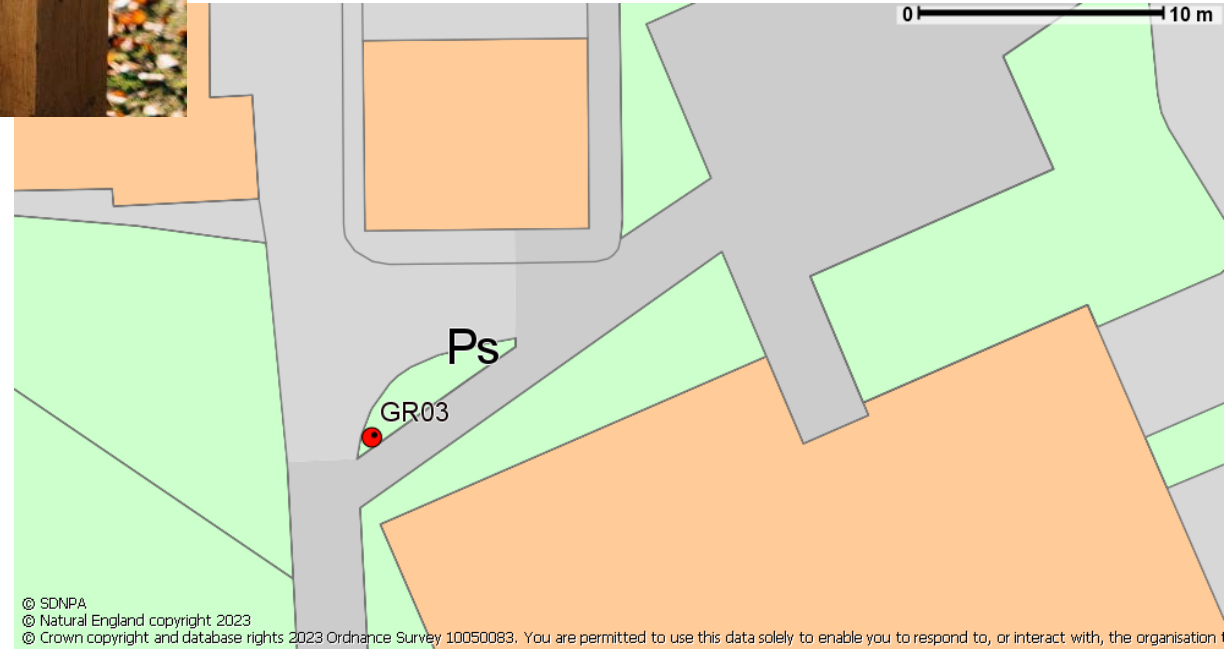 0 10 m
Ps
GR03
© SDNPA
© Natural England copyright 2023
© Crown copyright and database rights 2023 Ordnance Survey 10050083. You are permitted to use this data solely to enable you to respond to, or interact with, the organisation